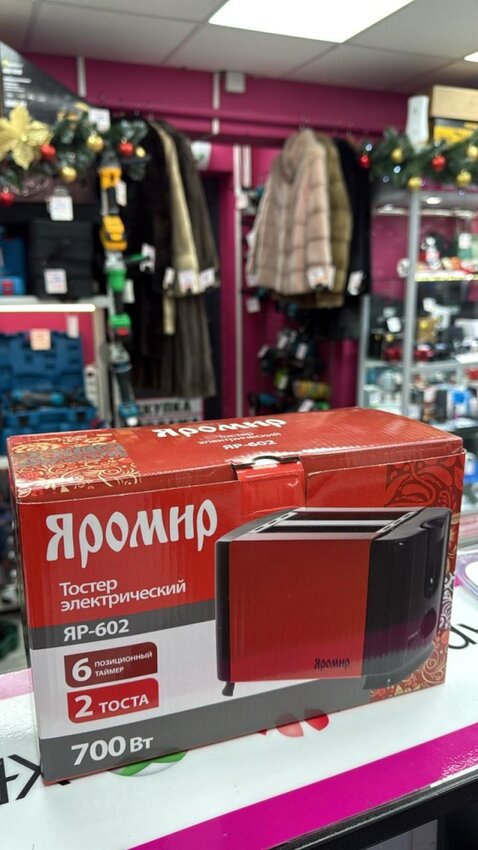 Яромир
Тостер
электрический
ЯР-602
Яромир
Тостер
электрический
ЯР-602
6 ПОЗИЦИОННЫЙ
ТАЙМЕР
2 ТОСТА
700 Вт
Яромир